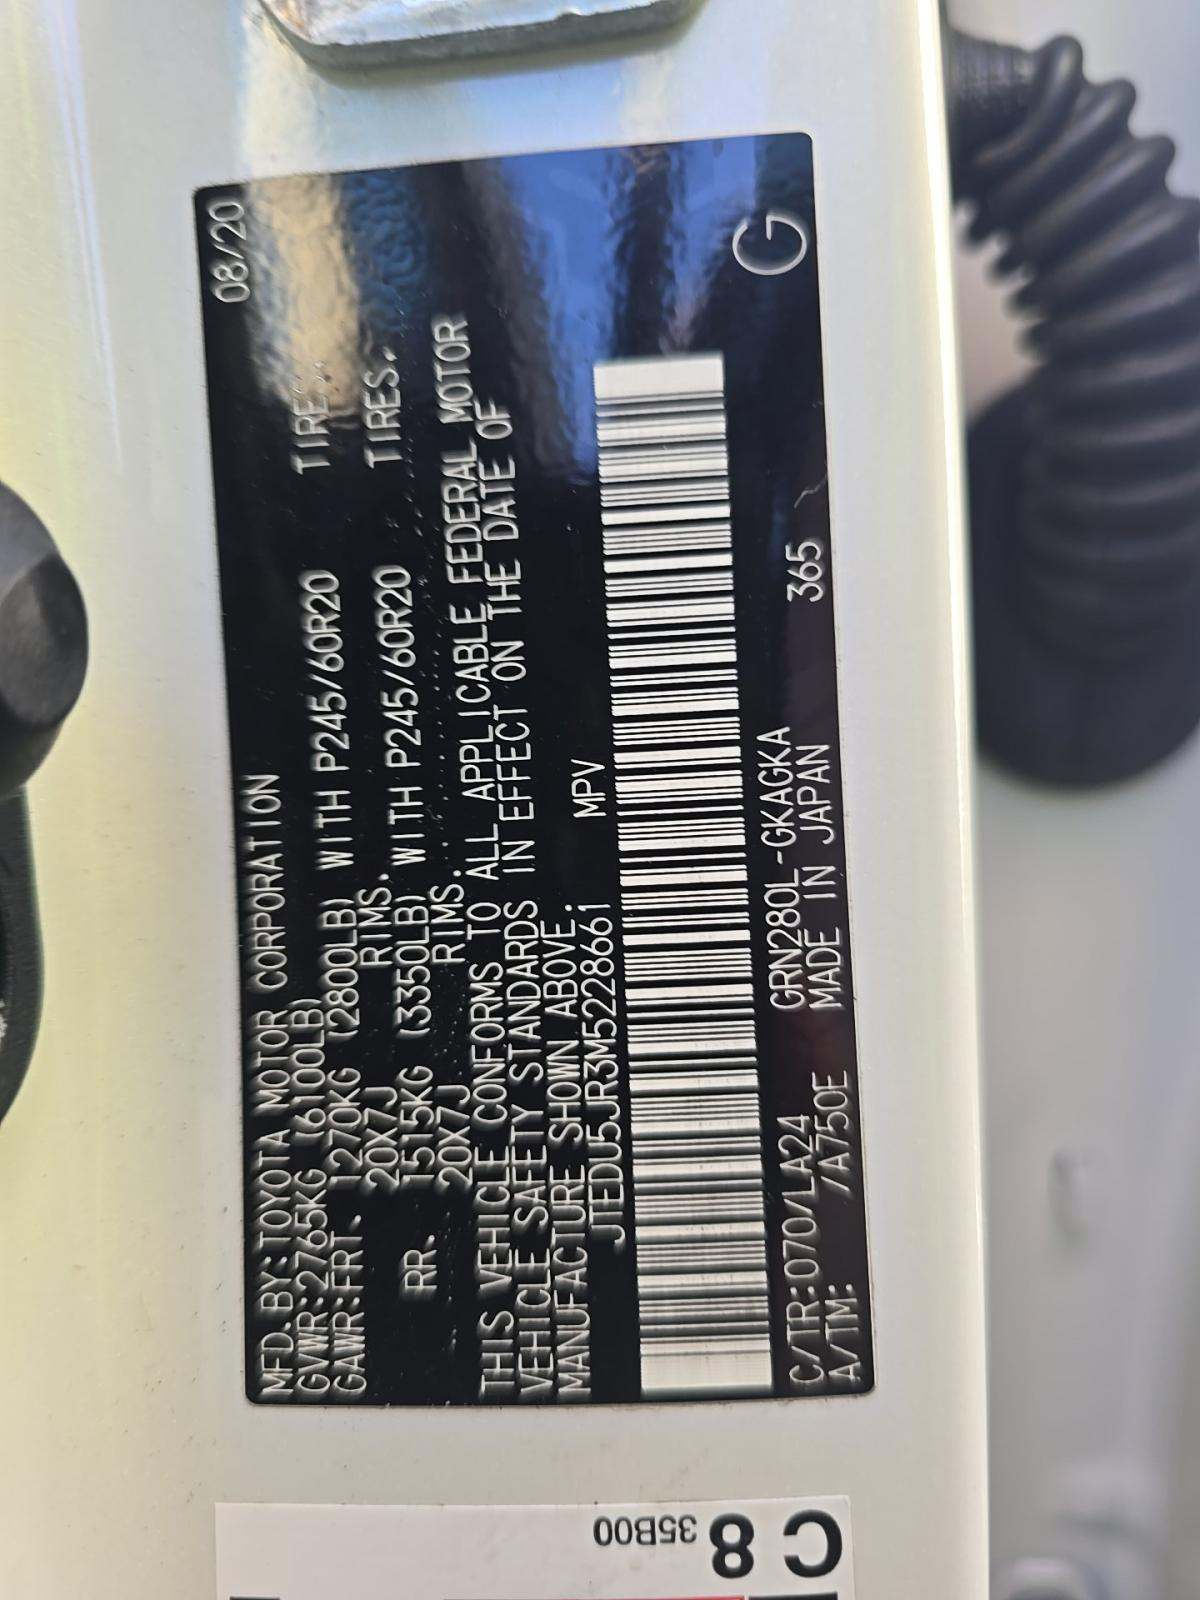 MFD.BY:TOYOTA MOTOR CORPORATION 08/20
GVWR:2765KG (6100LB)
GAWR:FRT. 1270KG (2800LB) WITH P245/60R20 TIRES.
20X7J RIMS.
RR. 1515KG (3350LB) WITH P245/60R20 TIRES.
20X7J RIMS.
THIS VEHICLE CONFORMS TO ALL APPLICABLE FEDERAL MOTOR
VEHICLE SAFETY STANDARDS IN EFFECT ON THE DATE OF
MANUFACTURE SHOWN ABOVE.
JTEDU5JR3M5228661 MPV
C/TR:070/LA24 GRN280L-GKAGKA
A/TM: /A750E MADE IN JAPAN 365
G
C8
35B00